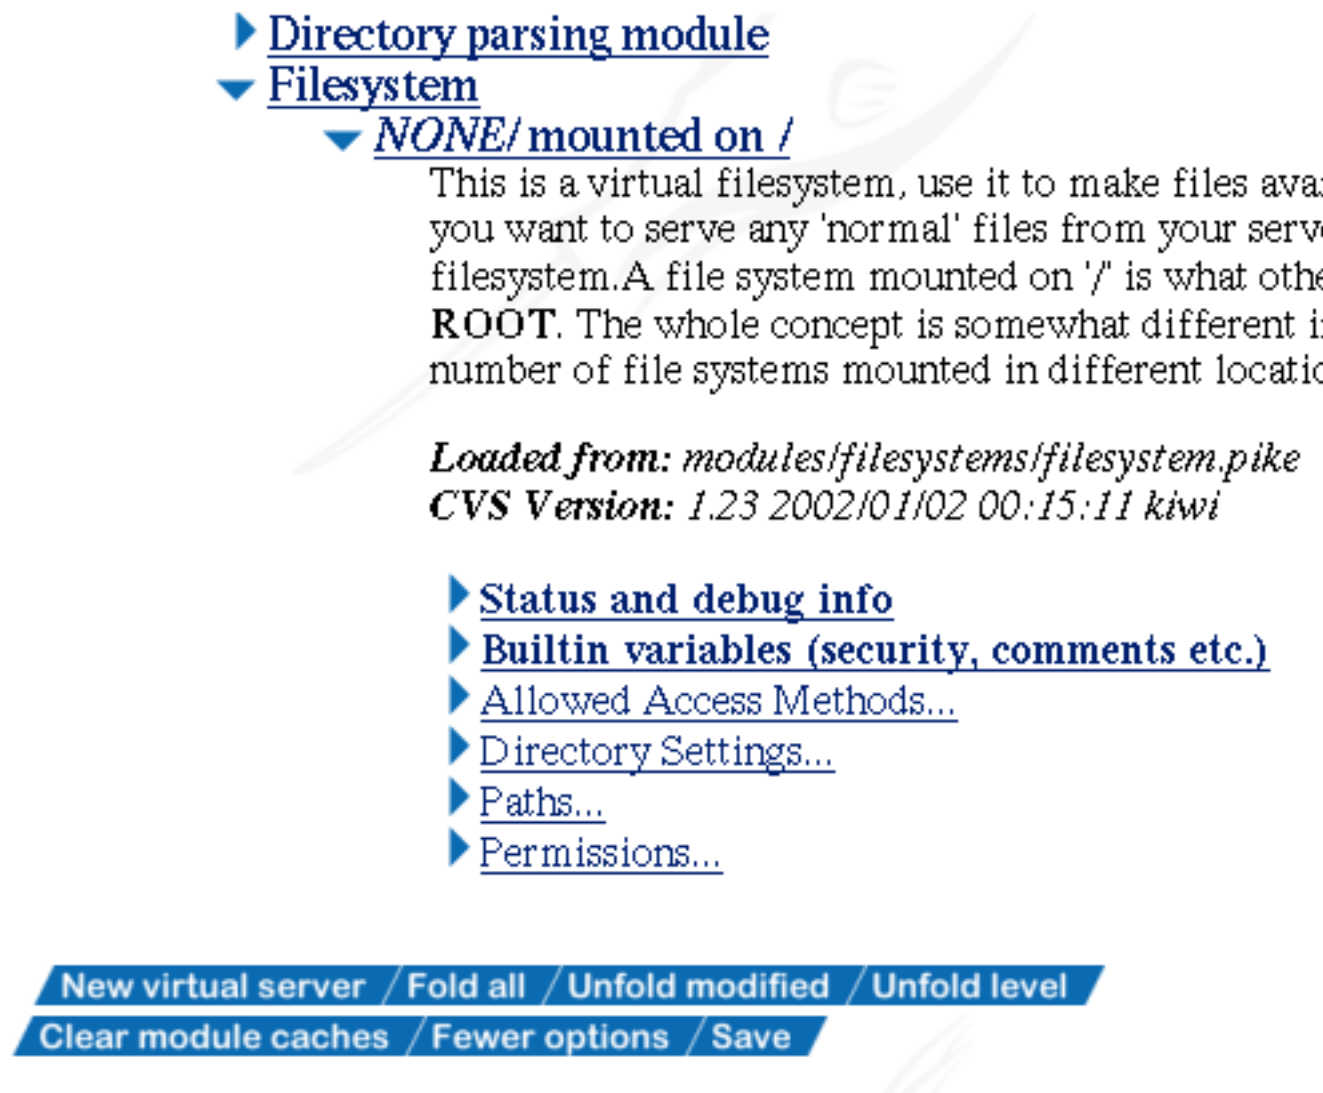 Directory parsing module
Filesystem
NONE/ mounted on /
This is a virtual filesystem, use it to make files
you want to serve any 'normal' files from your
filesystem.A file system mounted on '/' is what
ROOT. The whole concept is somewhat different
number of file systems mounted in different
Loaded from: modules/filesystems/filesystem.pike
CVS Version: 1.23 2002/01/02 00:15:11 kiwi
Status and debug info
Builtin variables (security, comments etc.)
Allowed Access Methods...
Directory Settings...
Paths...
Permissions...
New virtual server / Fold all / Unfold modified / Unfold level
Clear module caches / Fewer options / Save